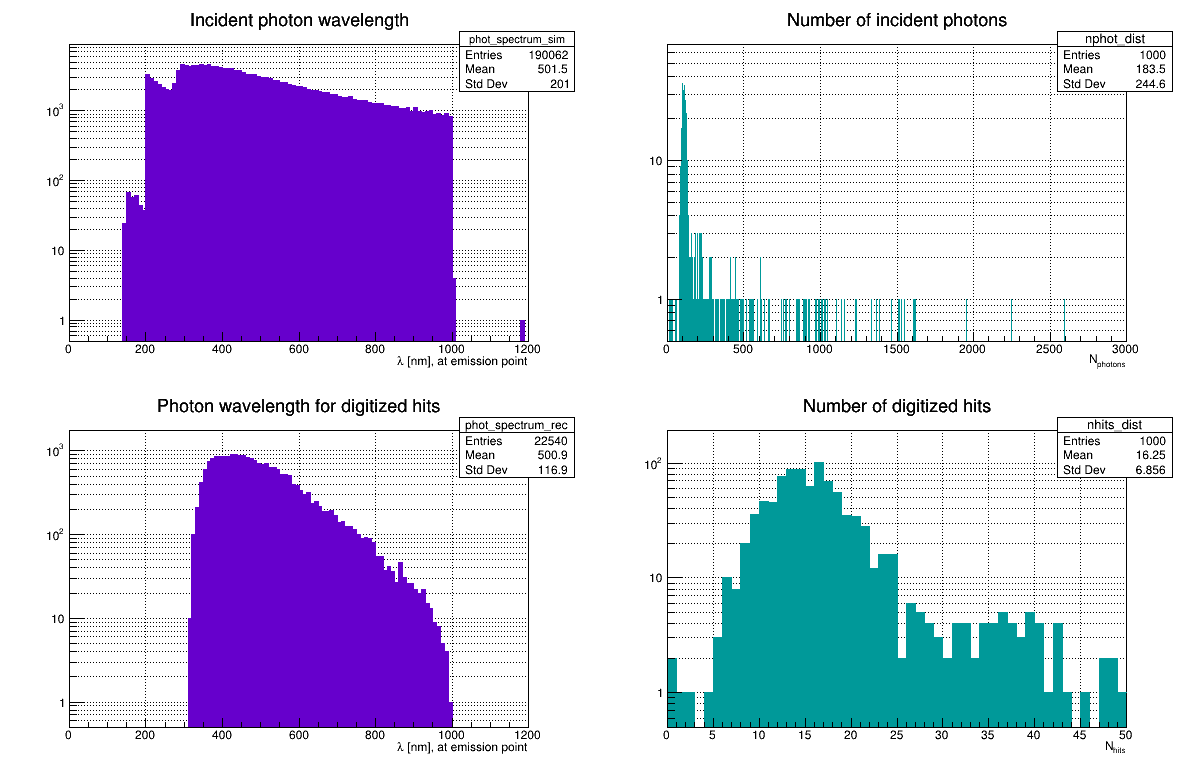 Incident photon wavelength
phot_spectrum_sim
Entries 190062
Mean 501.5
Std Dev 201
10³
10²
10
1
0 200 400 600 800 1000 1200
λ [nm], at emission point
Number of incident photons
nphot_dist
Entries 1000
Mean 183.5
Std Dev 244.6
10
1
0 500 1000 1500 2000 2500 3000
Nphotons
Photon wavelength for digitized hits
phot_spectrum_rec
Entries 22540
Mean 500.9
Std Dev 116.9
10³
10²
10
1
0 200 400 600 800 1000 1200
λ [nm], at emission point
Number of digitized hits
nhits_dist
Entries 1000
Mean 16.25
Std Dev 6.856
10²
10
1
0 5 10 15 20 25 30 35 40 45 50
Nhits